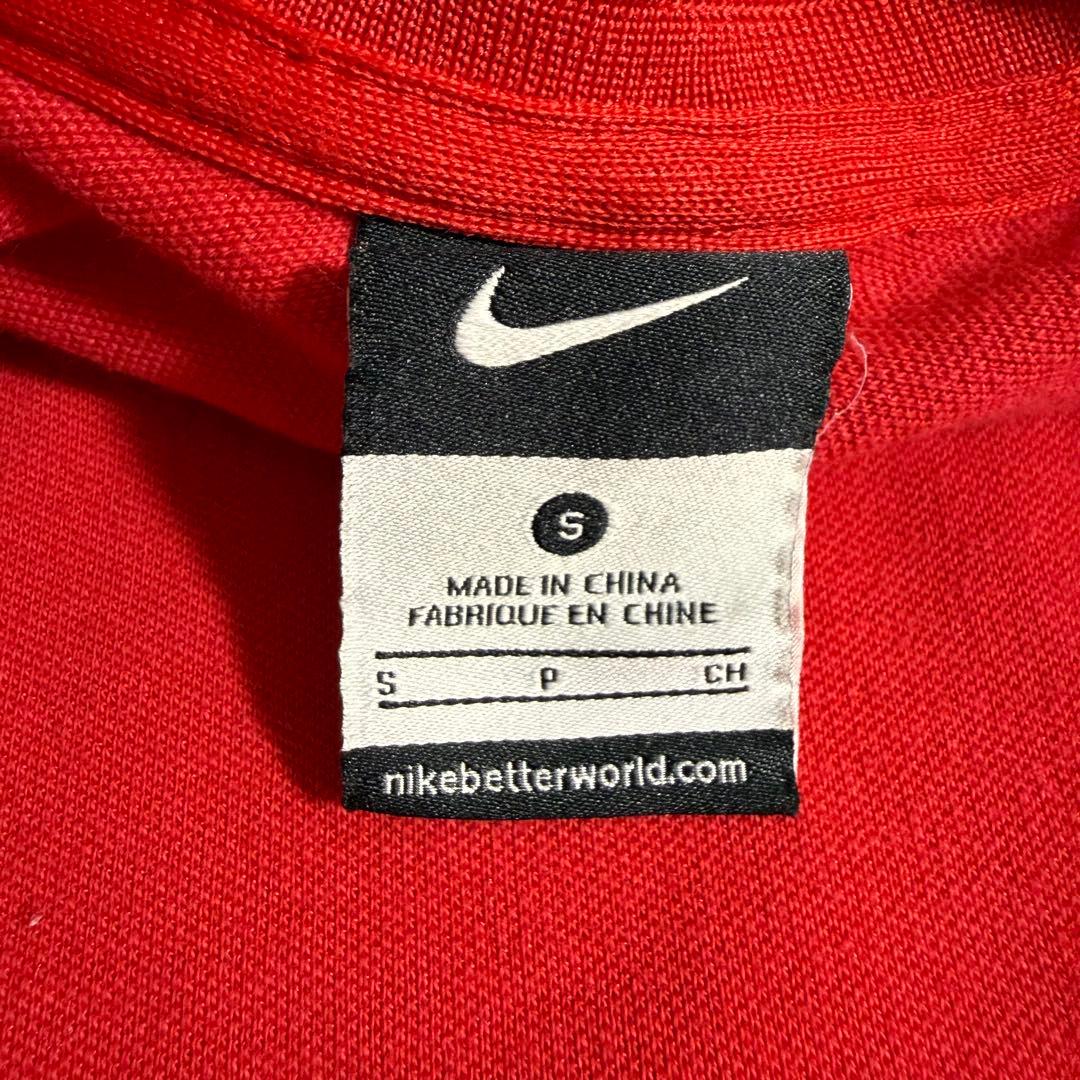 S
MADE IN CHINA
FABRIQUE EN CHINE
S P CH
nikebetterworld.com